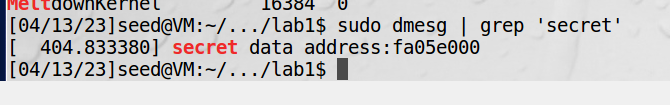 MeltdownKernel 16384 0
[04/13/23]seed@VM:~/.../lab1$ sudo dmesg | grep 'secret'
[  404.833380] secret data address:fa05e000
[04/13/23]seed@VM:~/.../lab1$